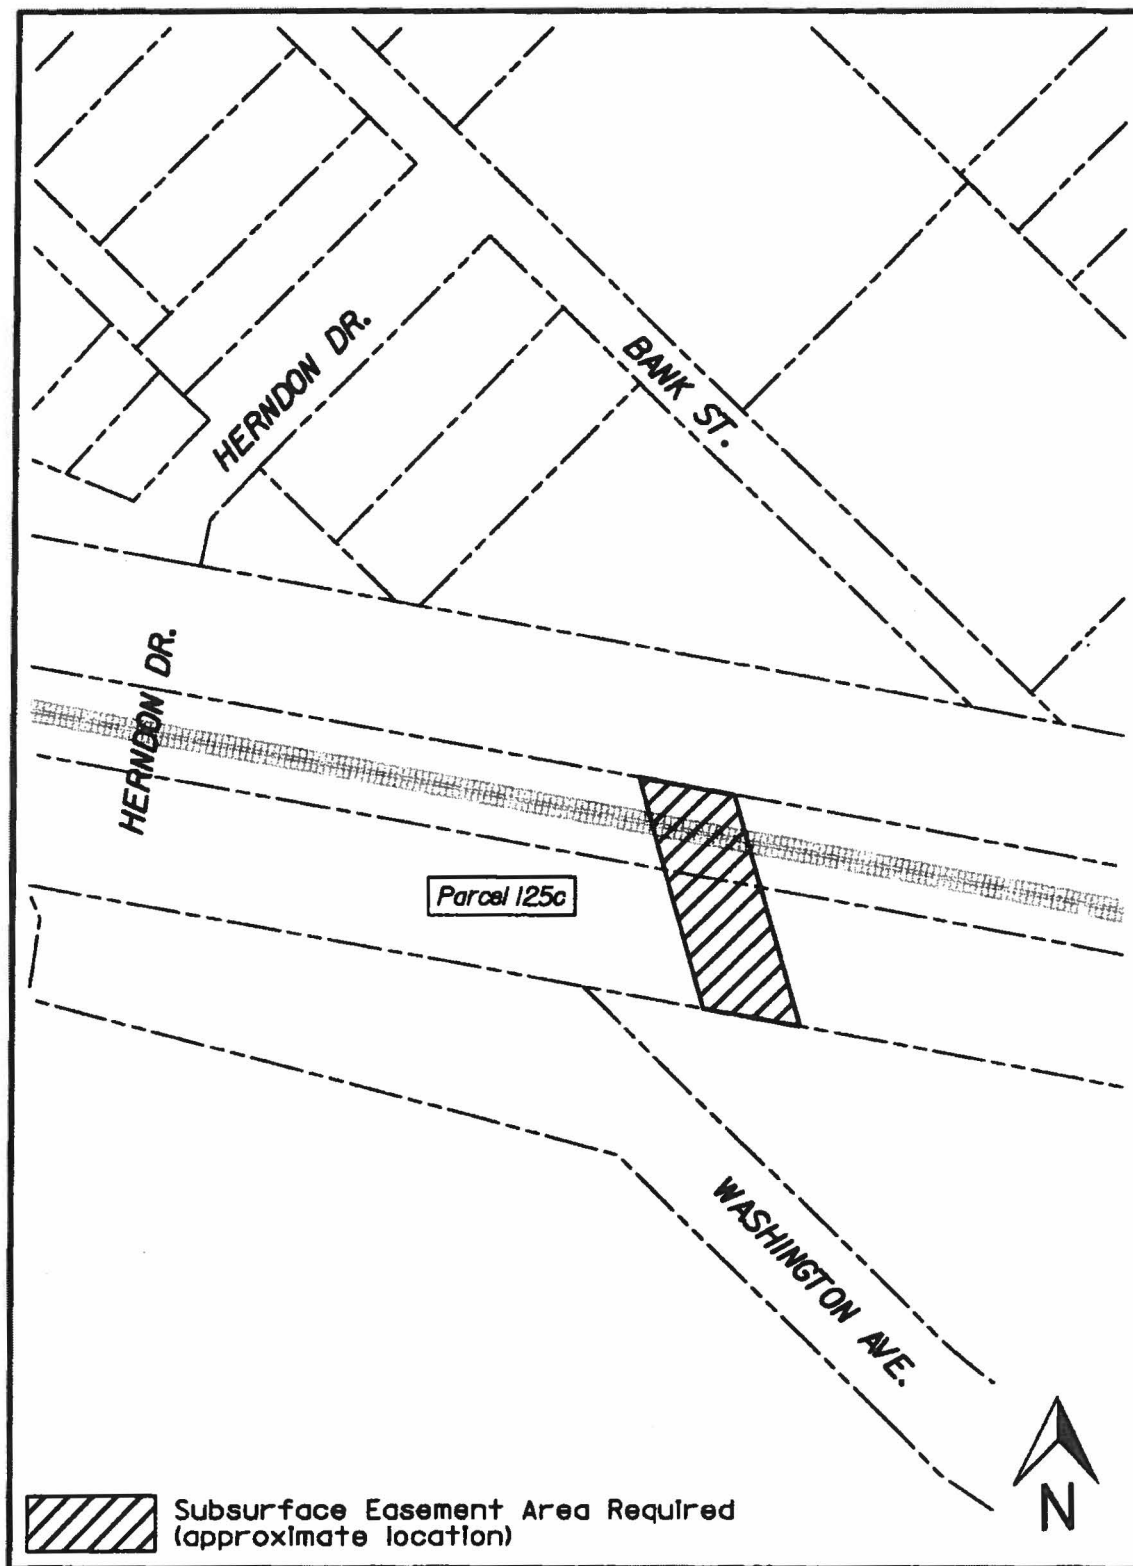 HERNDON DR.
BANK ST.
HERNDON DR.
Parcel 125c
WASHINGTON AVE.
N
Subsurface Easement Area Required
(approximate location)